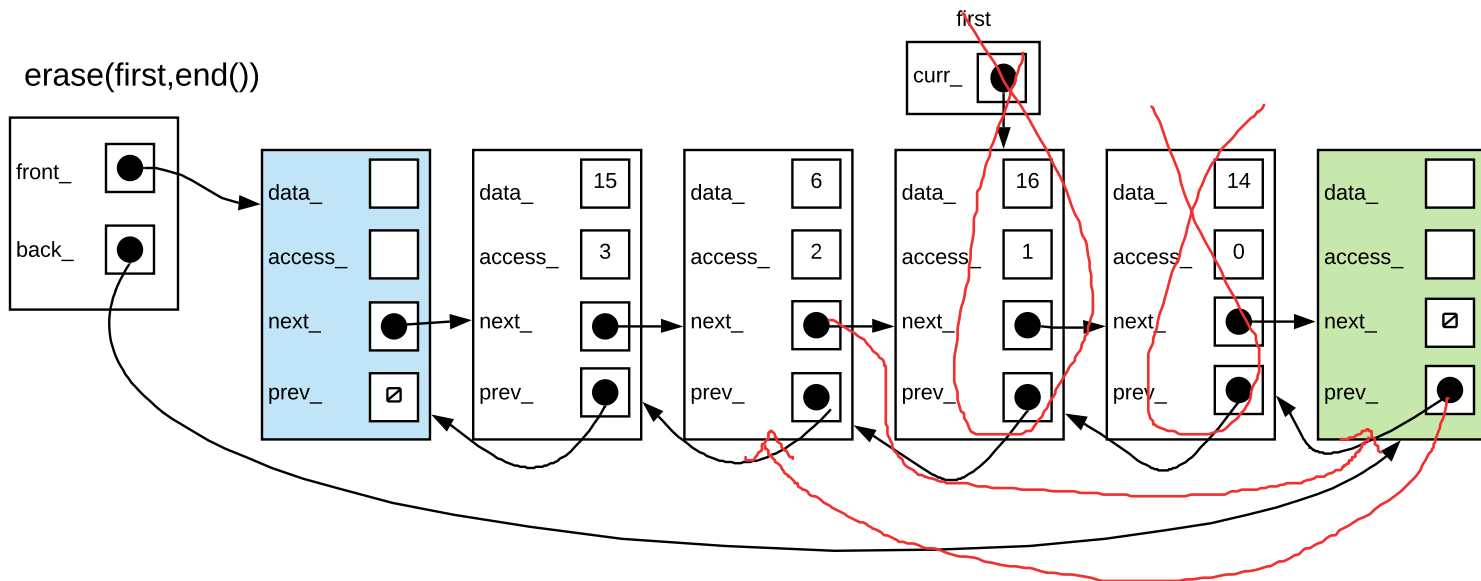 first
curr_
erase(first,end())
front_
back_
data_
access_
next_
prev_
data_ 15
access_ 3
next_
prev_
data_ 6
access_ 2
next_
prev_
data_ 16
access_ 1
next_
prev_
data_ 14
access_ 0
next_
prev_
data_
access_
next_
prev_